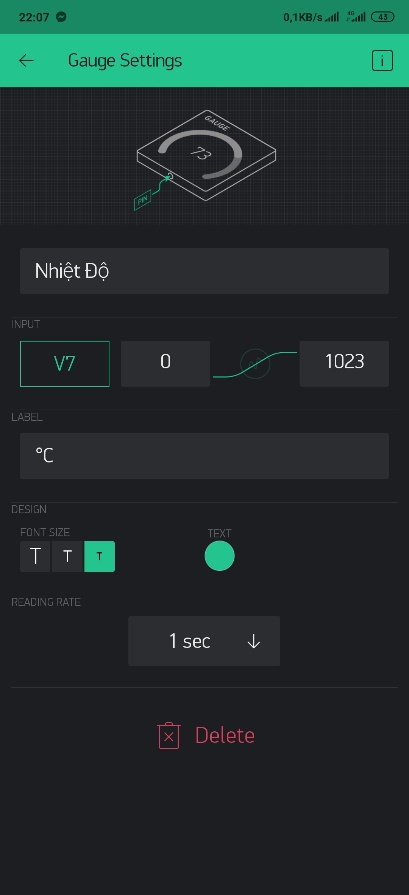 22:07
0,1KB/s 4G 43
Gauge Settings
i
GAUGE
73
PIN
Nhiệt Độ
INPUT
V7 0 1023
LABEL
°C
DESIGN
FONT SIZE
TEXT
T T T
READING RATE
1 sec
Delete